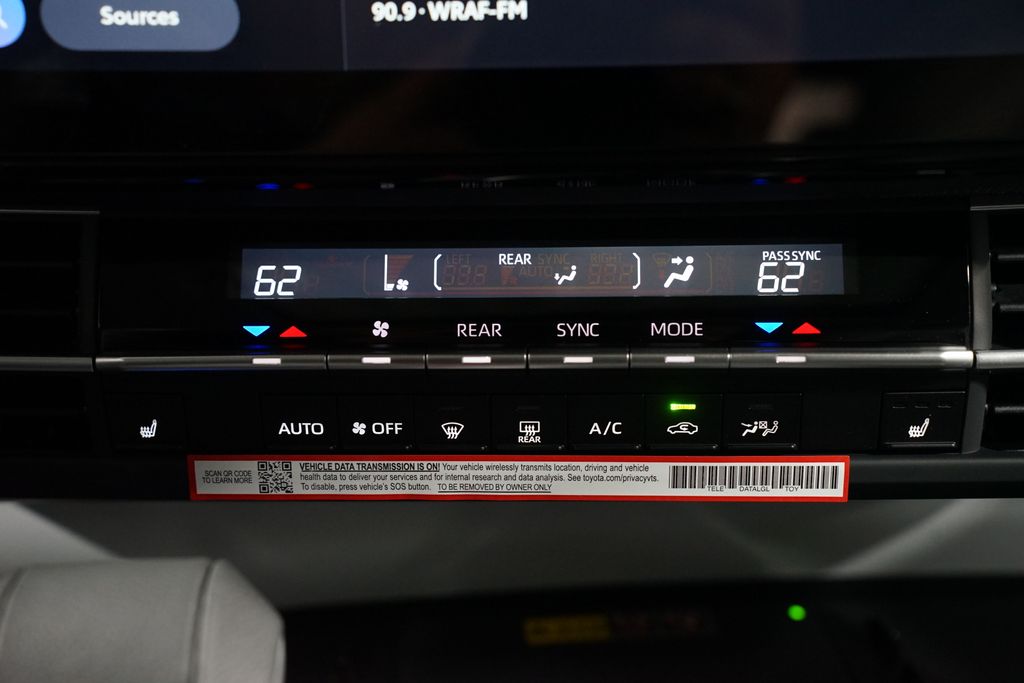 Sources
90.9 • WRAF-FM
62
REAR
PASS SYNC
62
LEFT
SYNC
RIGHT
AUTO
REAR
SYNC
MODE
AUTO
OFF
REAR
A/C
SCAN QR CODE
TO LEARN MORE
VEHICLE DATA TRANSMISSION IS ON! Your vehicle wirelessly transmits location, driving and vehicle
health data to deliver your services and for internal research and data analysis. See toyota.com/privacyvts.
To disable, press vehicle's SOS button. TO BE REMOVED BY OWNER ONLY
TELE DATALGL TOY